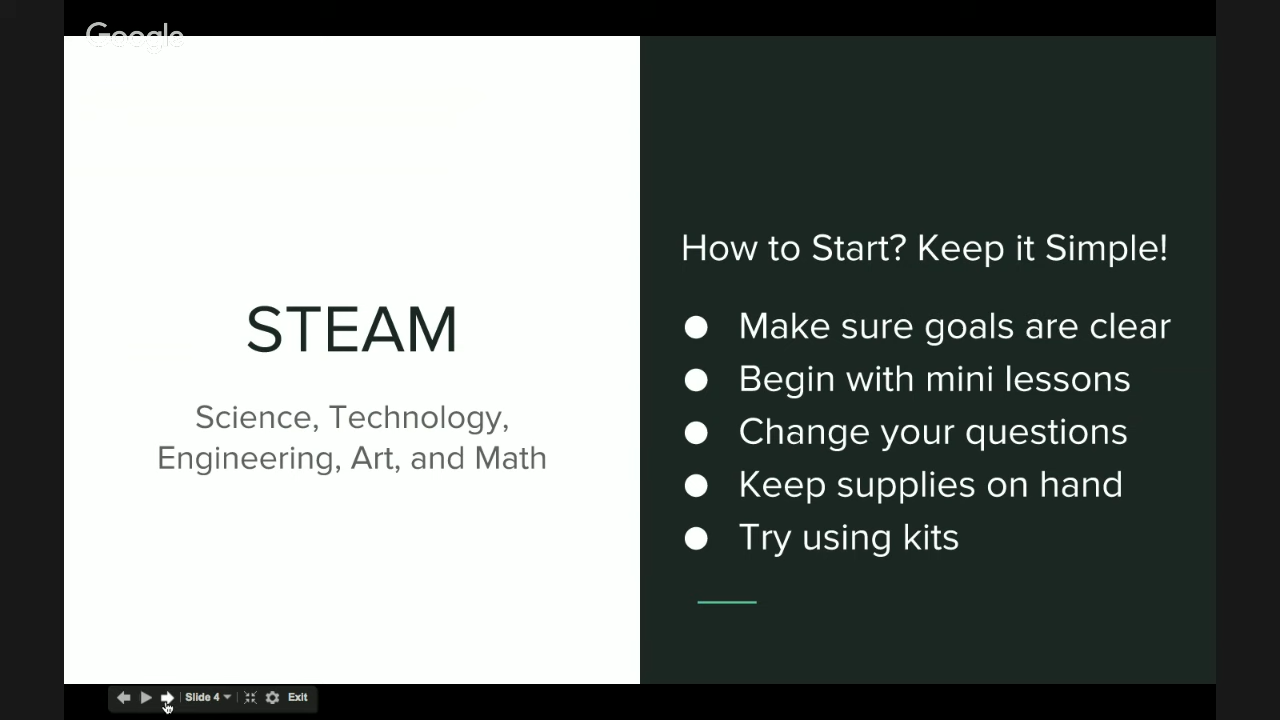 Google
STEAM
Science, Technology,
Engineering, Art, and Math
How to Start? Keep it Simple!
● Make sure goals are clear
● Begin with mini lessons
● Change your questions
● Keep supplies on hand
● Try using kits
Slide 4
Exit